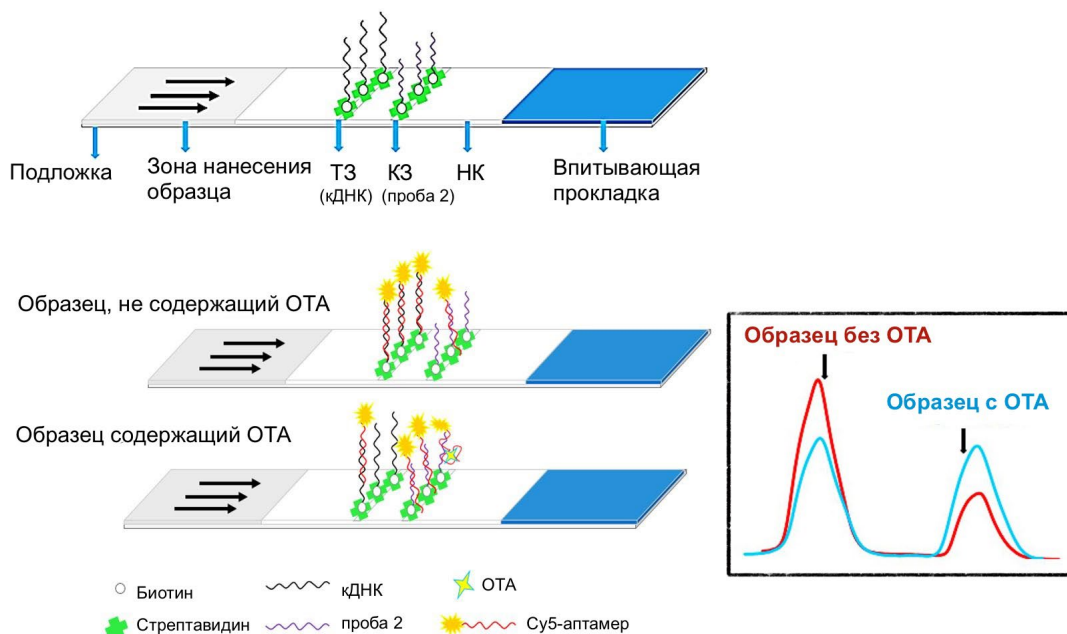 Подложка
Зона нанесения
образца
ТЗ
(кДНК)
КЗ
(проба 2)
НК
Впитывающая
прокладка
Образец, не содержащий ОТА
Образец содержащий ОТА
Образец без ОТА
Образец с ОТА
Биотин
кДНК
ОТА
Стрептавидин
проба 2
Су5-аптамер